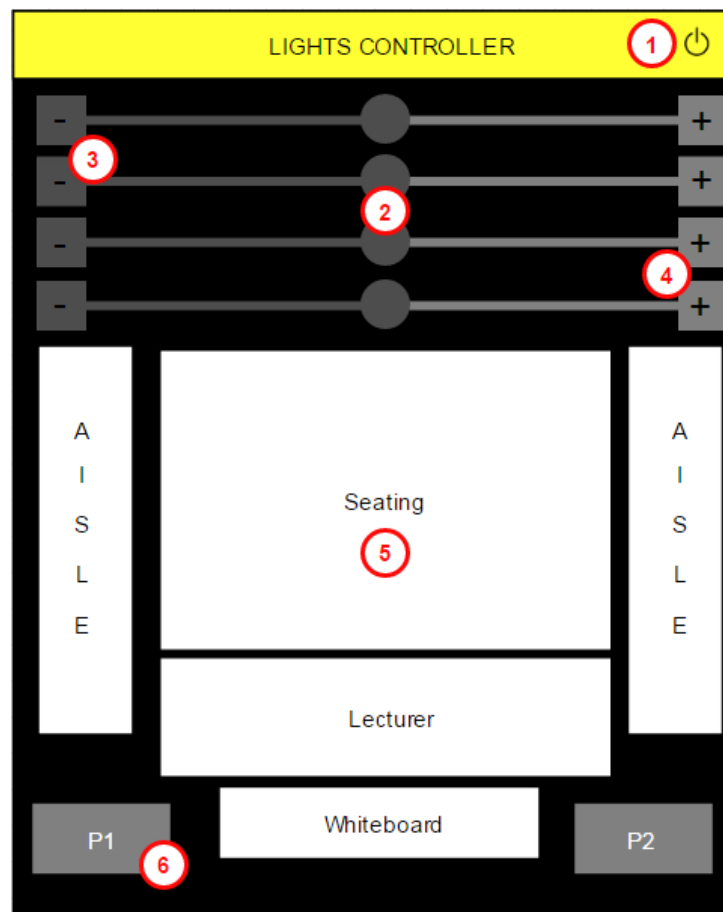 LIGHTS CONTROLLER 1
- +
3
- +
2
- +
4
- +
A
I
S
L
E
Seating
5
A
I
S
L
E
Lecturer
Whiteboard
P1
6
P2